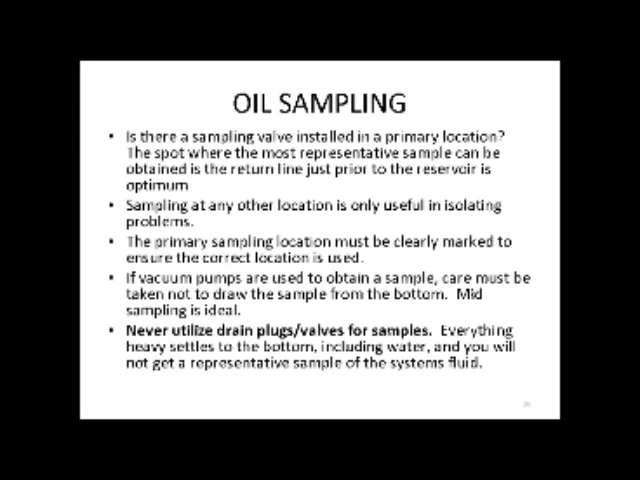 OIL SAMPLING
• Is there a sampling valve installed in a primary location?
The spot where the most representative sample can be
obtained is the return line just prior to the reservoir is
optimum
• Sampling at any other location is only useful in isolating
problems.
• The primary sampling location must be clearly marked to
ensure the correct location is used.
• If vacuum pumps are used to obtain a sample, care must be
taken not to draw the sample from the bottom. Mid
sampling is ideal.
• Never utilize drain plugs/valves for samples. Everything
heavy settles to the bottom, including water, and you will
not get a representative sample of the systems fluid.